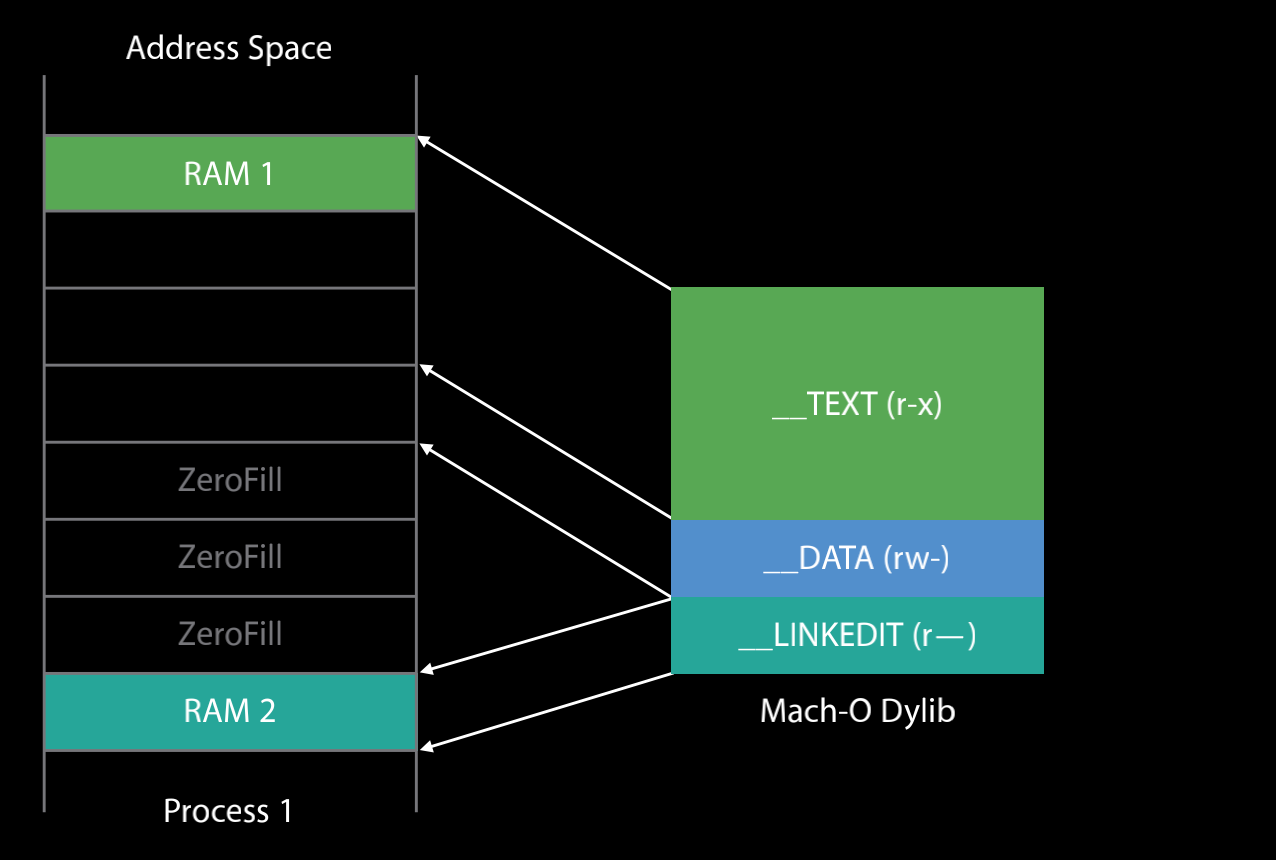 Address Space
RAM 1
ZeroFill
ZeroFill
ZeroFill
RAM 2
Process 1
__TEXT (r-x)
__DATA (rw-)
__LINKEDIT (r—)
Mach-O Dylib